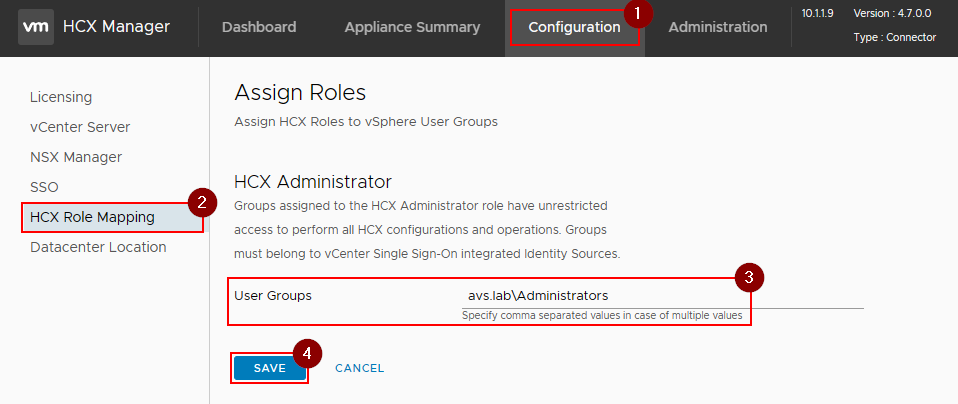 vm HCX Manager Dashboard Appliance Summary Configuration Administration 10.1.1.9 Version : 4.7.0.0
Type : Connector
1
Licensing
vCenter Server
NSX Manager
SSO
HCX Role Mapping
2
Datacenter Location
Assign Roles
Assign HCX Roles to vSphere User Groups
HCX Administrator
Groups assigned to the HCX Administrator role have unrestricted
access to perform all HCX configurations and operations. Groups
must belong to vCenter Single Sign-On integrated Identity Sources.
3
User Groups avs.lab\Administrators
Specify comma separated values in case of multiple values
4
SAVE CANCEL